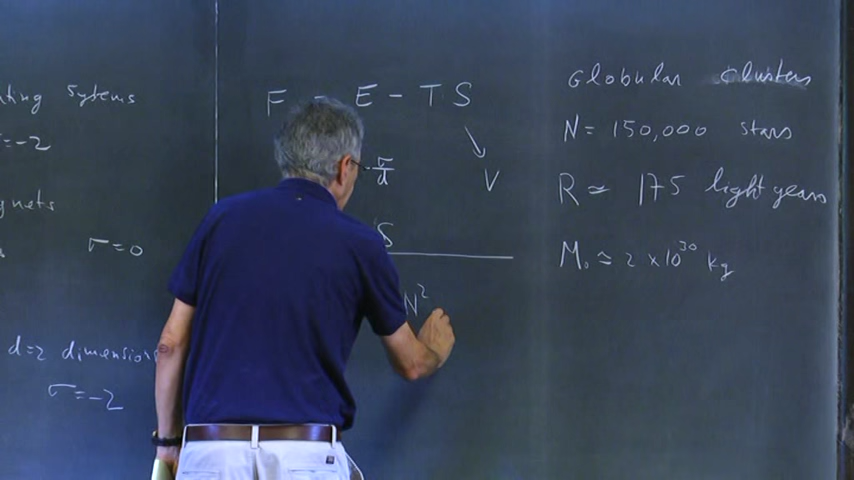 ting Sytems
σ=-2
gnets
σ=0
d=2 dimensions
σ=-2
F - E - TS
V
- σ/d
S
N²
Globular Clusters
N = 150,000 stars
R ≃ 175 light years
M₀ ≃ 2 × 10³⁰ kg